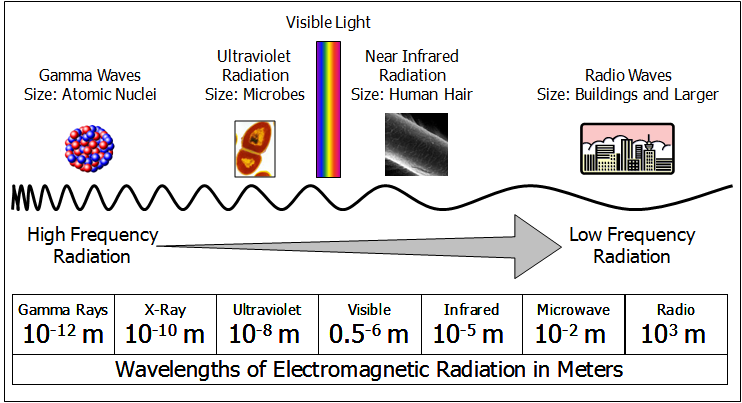 Visible Light
Gamma Waves
Size: Atomic Nuclei
Ultraviolet
Radiation
Size: Microbes
Near Infrared
Radiation
Size: Human Hair
Radio Waves
Size: Buildings and Larger
High Frequency
Radiation
Low Frequency
Radiation
Gamma Rays
10-12 m
X-Ray
10-10 m
Ultraviolet
10-8 m
Visible
0.5-6 m
Infrared
10-5 m
Microwave
10-2 m
Radio
103 m
Wavelengths of Electromagnetic Radiation in Meters